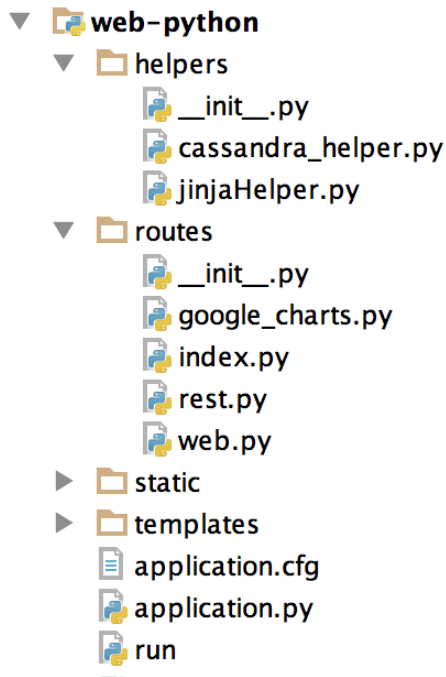 web-python
helpers
__init__.py
cassandra_helper.py
jinjaHelper.py
routes
__init__.py
google_charts.py
index.py
rest.py
web.py
static
templates
application.cfg
application.py
run